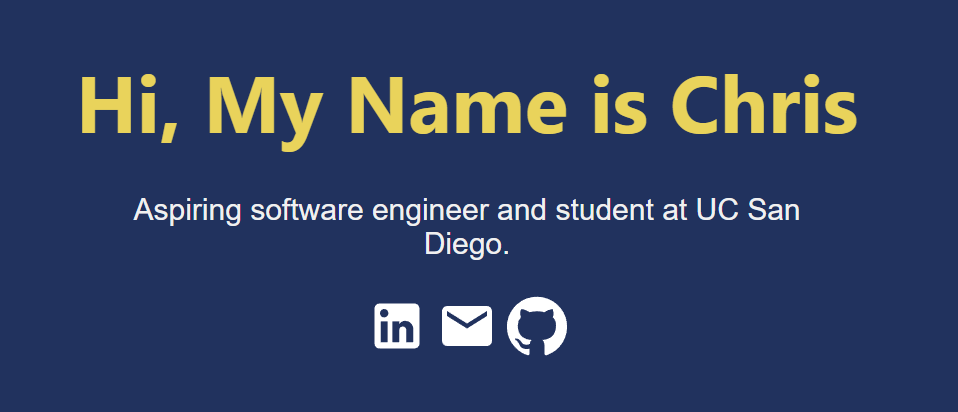 Hi, My Name is Chris
Aspiring software engineer and student at UC San
Diego.
in